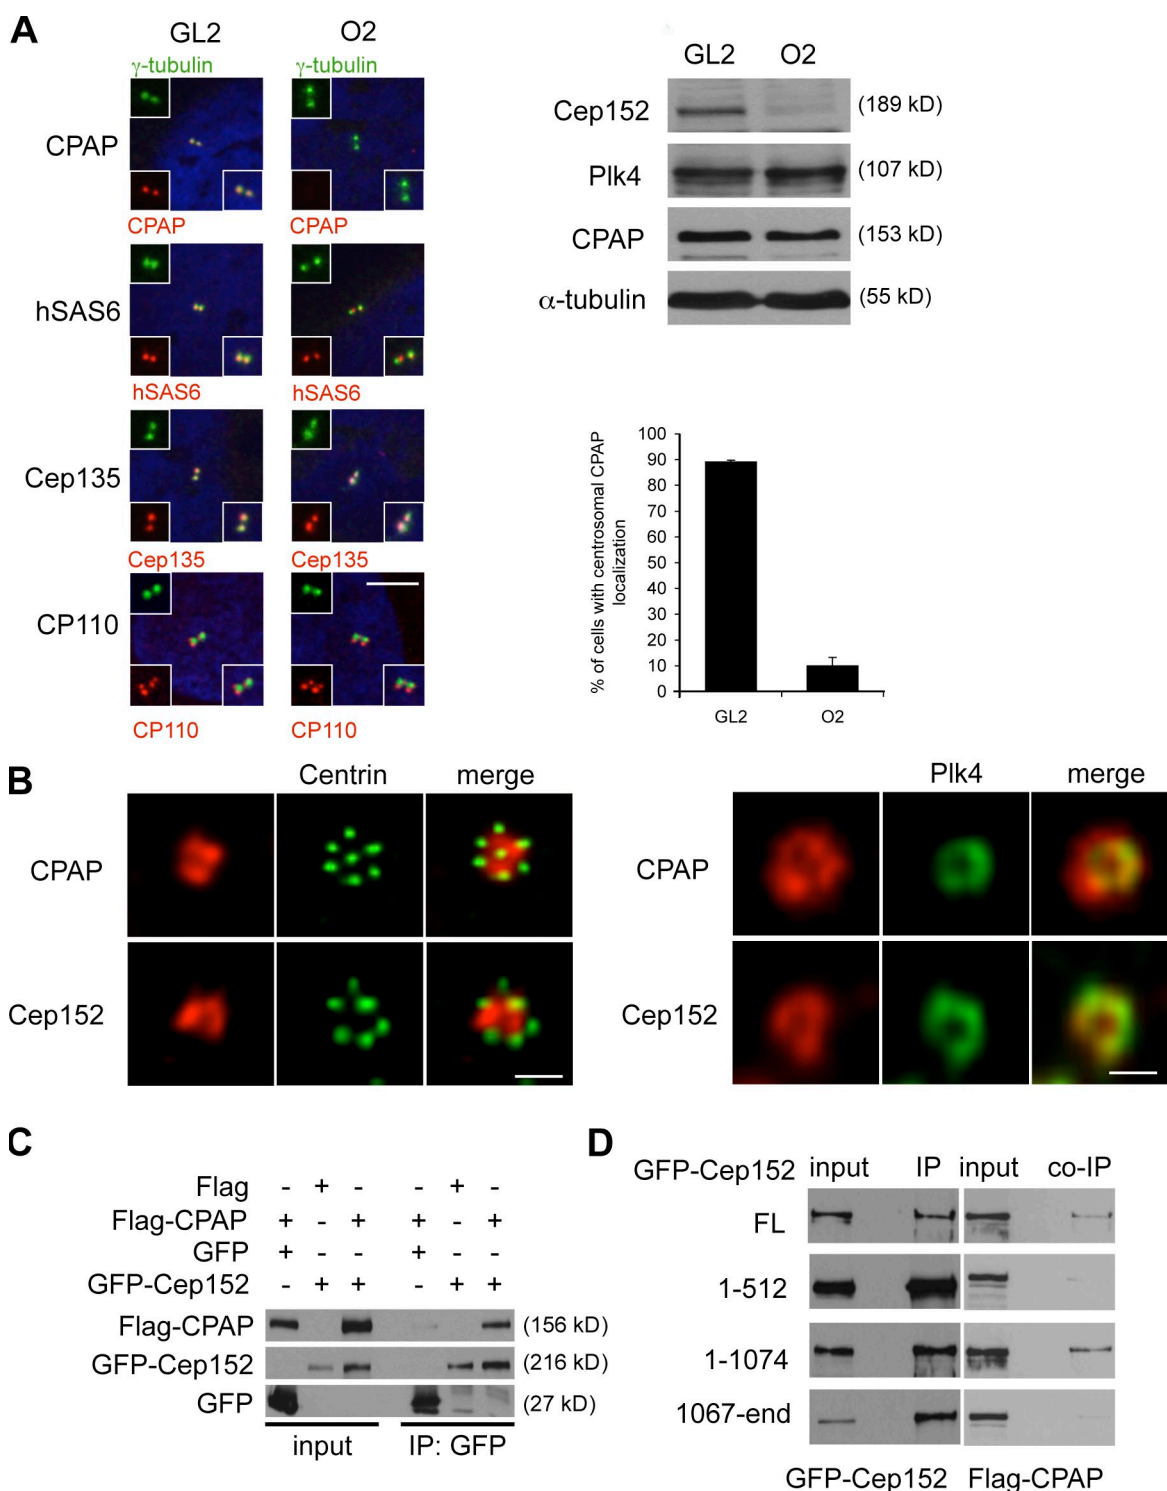 A
GL2
O2
γ-tubulin
γ-tubulin
CPAP
CPAP
CPAP
hSAS6
hSAS6
hSAS6
Cep135
Cep135
Cep135
CP110
CP110
CP110
GL2
O2
Cep152
(189 kD)
Plk4
(107 kD)
CPAP
(153 kD)
α-tubulin
(55 kD)
% of cells with centrosomal CPAP
localization
100
90
80
70
60
50
40
30
20
10
0
GL2
O2
B
Centrin
merge
CPAP
Cep152
Plk4
merge
CPAP
Cep152
C
Flag - + - - + -
Flag-CPAP + - + + - +
GFP + - - + - -
GFP-Cep152 - + + - + +
Flag-CPAP (156 kD)
GFP-Cep152 (216 kD)
GFP (27 kD)
input IP: GFP
D
GFP-Cep152 input IP input co-IP
FL
1-512
1-1074
1067-end
GFP-Cep152 Flag-CPAP